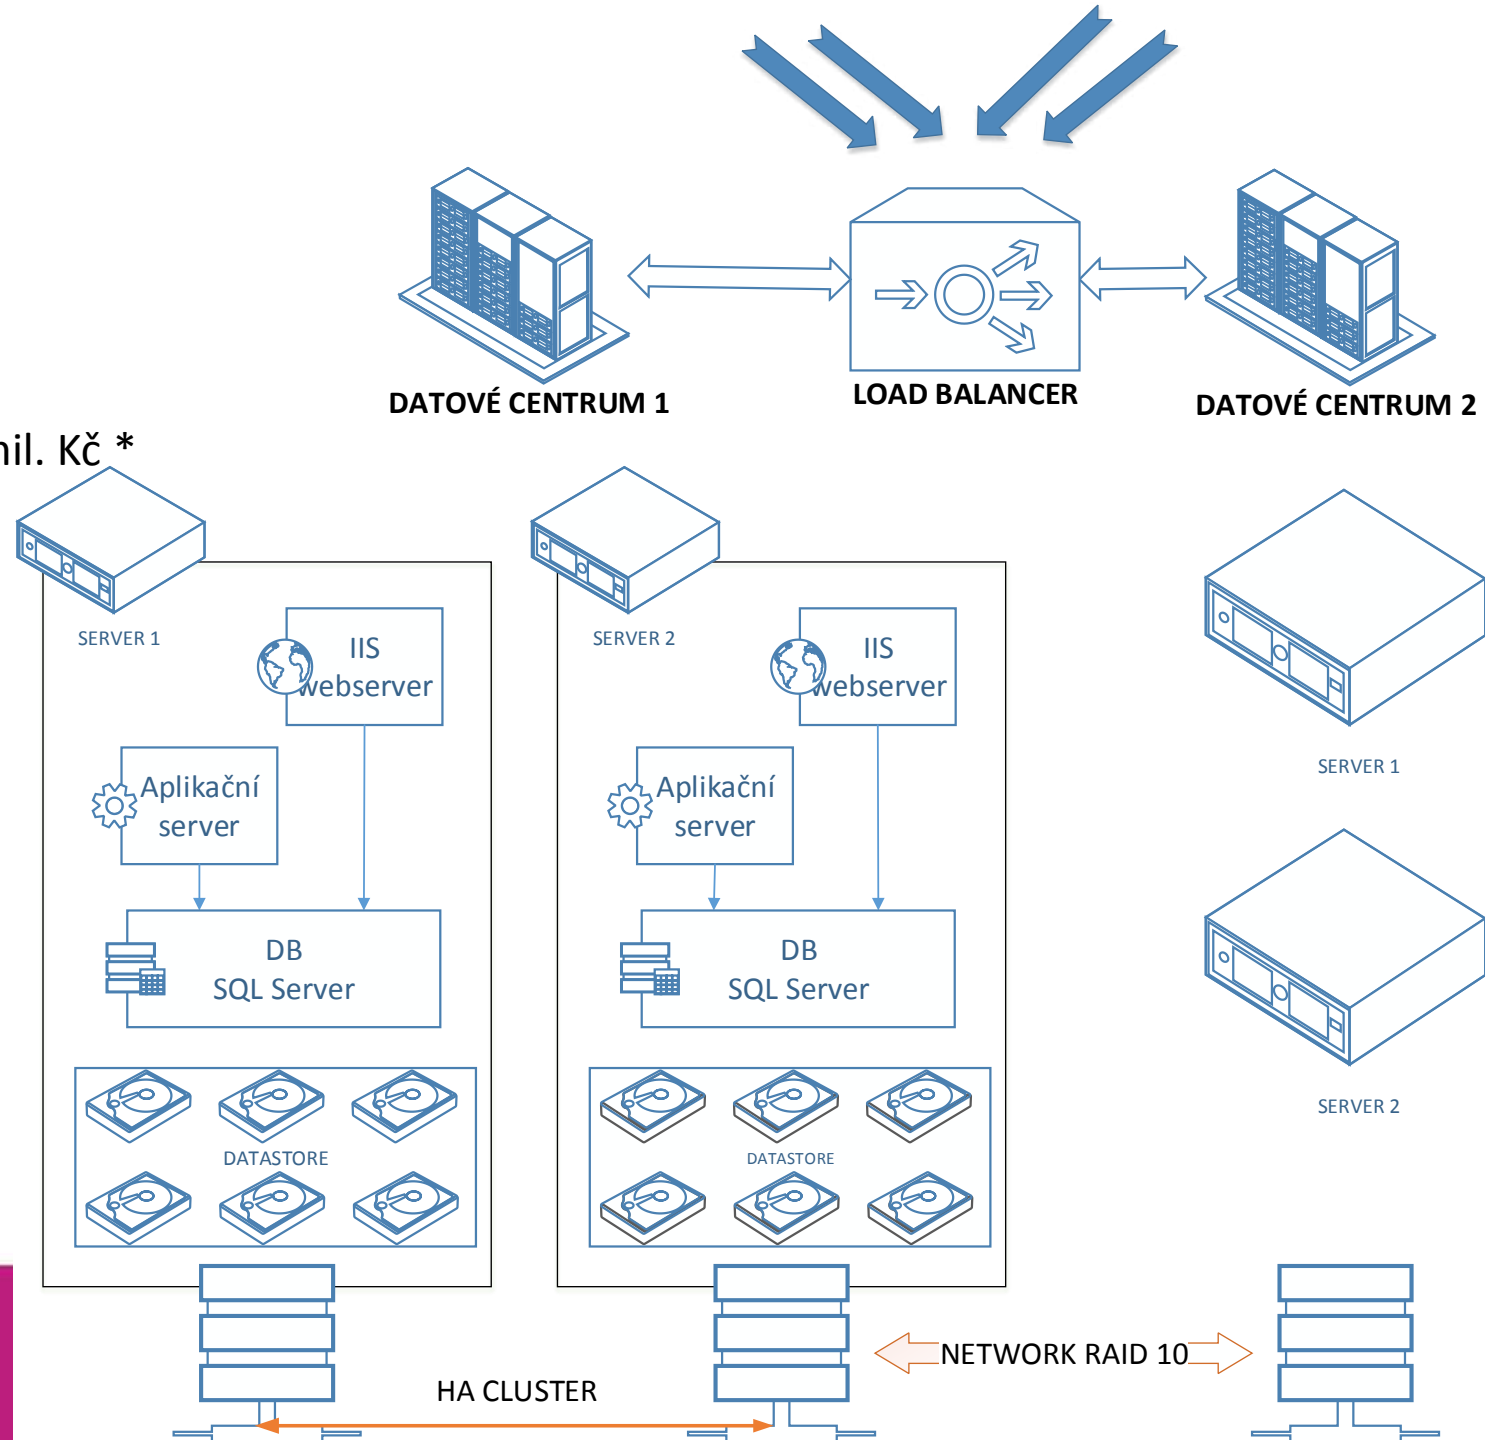 DATOVÉ CENTRUM 1
LOAD BALANCER
DATOVÉ CENTRUM 2
mil. Kč *
SERVER 1
IIS
webserver
Aplikační
server
DB
SQL Server
DATASTORE
SERVER 2
IIS
webserver
Aplikační
server
DB
SQL Server
DATASTORE
SERVER 1
SERVER 2
HA CLUSTER
NETWORK RAID 10